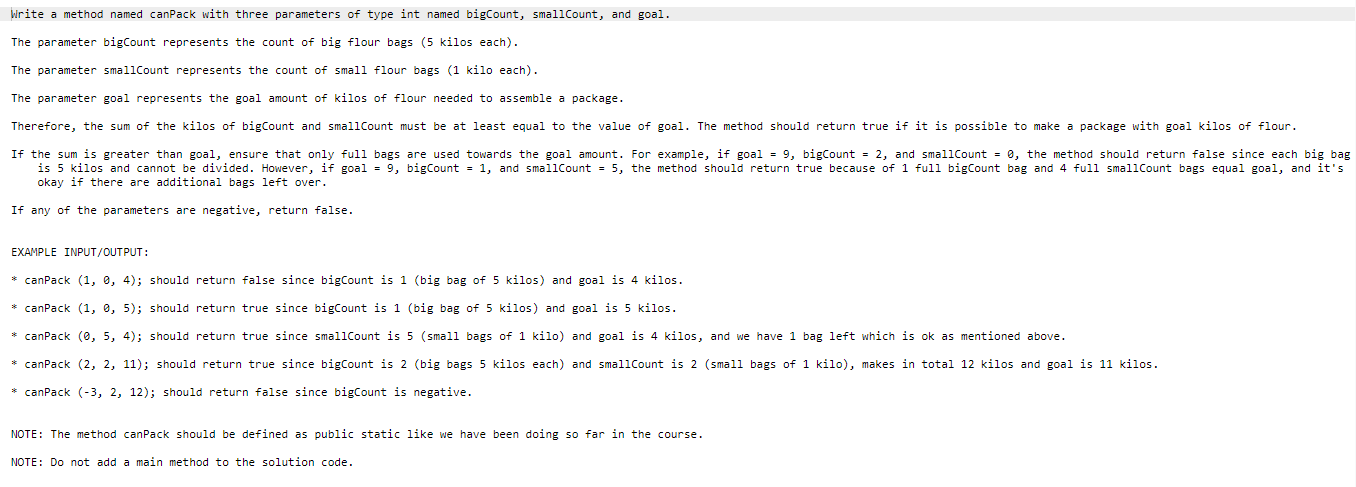 Write a method named canPack with three parameters of type int named bigCount, smallCount, and goal.
The parameter bigCount represents the count of big flour bags (5 kilos each).
The parameter smallCount represents the count of small flour bags (1 kilo each).
The parameter goal represents the goal amount of kilos of flour needed to assemble a package.
Therefore, the sum of the kilos of bigCount and smallCount must be at least equal to the value of goal. The method should return true if it is possible to make a package with goal kilos of flour.
If the sum is greater than goal, ensure that only full bags are used towards the goal amount. For example, if goal = 9, bigCount = 2, and smallCount = 0, the method should return false since each big bag
is 5 kilos and cannot be divided. However, if goal = 9, bigCount = 1, and smallCount = 5, the method should return true because of 1 full bigCount bag and 4 full smallCount bags equal goal, and it's
okay if there are additional bags left over.
If any of the parameters are negative, return false.
EXAMPLE INPUT/OUTPUT:
* canPack (1, 0, 4); should return false since bigCount is 1 (big bag of 5 kilos) and goal is 4 kilos.
* canPack (1, 0, 5); should return true since bigCount is 1 (big bag of 5 kilos) and goal is 5 kilos.
* canPack (0, 5, 4); should return true since smallCount is 5 (small bags of 1 kilo) and goal is 4 kilos, and we have 1 bag left which is ok as mentioned above.
* canPack (2, 2, 11); should return true since bigCount is 2 (big bags 5 kilos each) and smallCount is 2 (small bags of 1 kilo), makes in total 12 kilos and goal is 11 kilos.
* canPack (-3, 2, 12); should return false since bigCount is negative.
NOTE: The method canPack should be defined as public static like we have been doing so far in the course.
NOTE: Do not add a main method to the solution code.